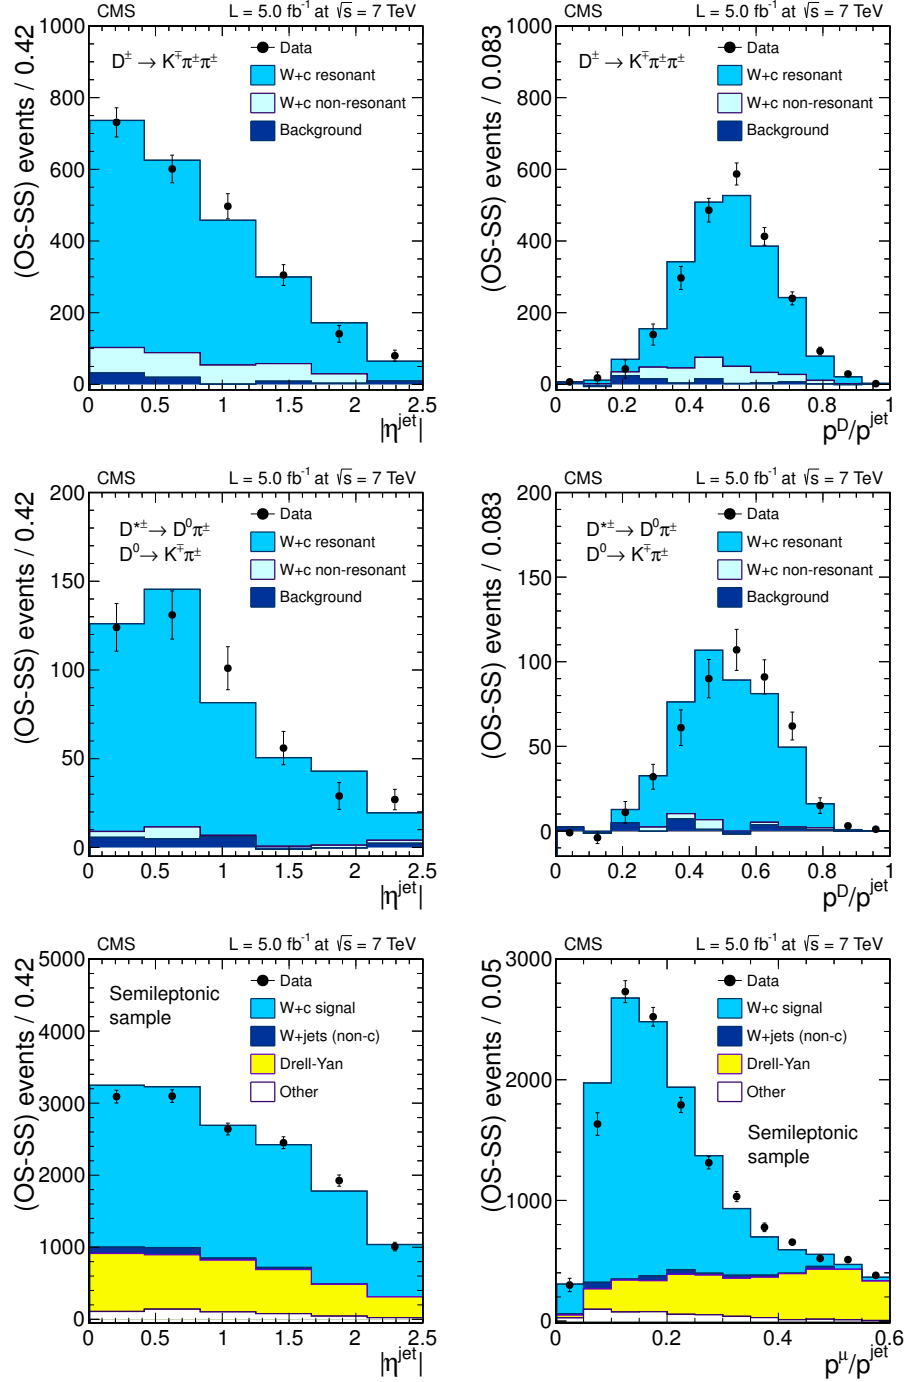 CMS L = 5.0 fb⁻¹ at √s = 7 TeV
(OS-SS) events / 0.42
D± → K∓π±π±
Data
W+c resonant
W+c non-resonant
Background
1000
800
600
400
200
0
0 0.5 1 1.5 2 2.5
|η^jet|
CMS L = 5.0 fb⁻¹ at √s = 7 TeV
(OS-SS) events / 0.083
D± → K∓π±π±
Data
W+c resonant
W+c non-resonant
Background
1000
800
600
400
200
0
0 0.2 0.4 0.6 0.8 1
p^D/p^jet
CMS L = 5.0 fb⁻¹ at √s = 7 TeV
(OS-SS) events / 0.42
D*± → D⁰π±
D⁰ → K∓π±
Data
W+c resonant
W+c non-resonant
Background
200
150
100
50
0
0 0.5 1 1.5 2 2.5
|η^jet|
CMS L = 5.0 fb⁻¹ at √s = 7 TeV
(OS-SS) events / 0.083
D*± → D⁰π±
D⁰ → K∓π±
Data
W+c resonant
W+c non-resonant
Background
200
150
100
50
0
0 0.2 0.4 0.6 0.8 1
p^D/p^jet
CMS L = 5.0 fb⁻¹ at √s = 7 TeV
(OS-SS) events / 0.42
Semileptonic
sample
Data
W+c signal
W+jets (non-c)
Drell-Yan
Other
5000
4000
3000
2000
1000
0
0 0.5 1 1.5 2 2.5
|η^jet|
CMS L = 5.0 fb⁻¹ at √s = 7 TeV
(OS-SS) events / 0.05
Data
W+c signal
W+jets (non-c)
Drell-Yan
Other
Semileptonic
sample
3000
2000
1000
0
0 0.2 0.4 0.6
p^μ/p^jet